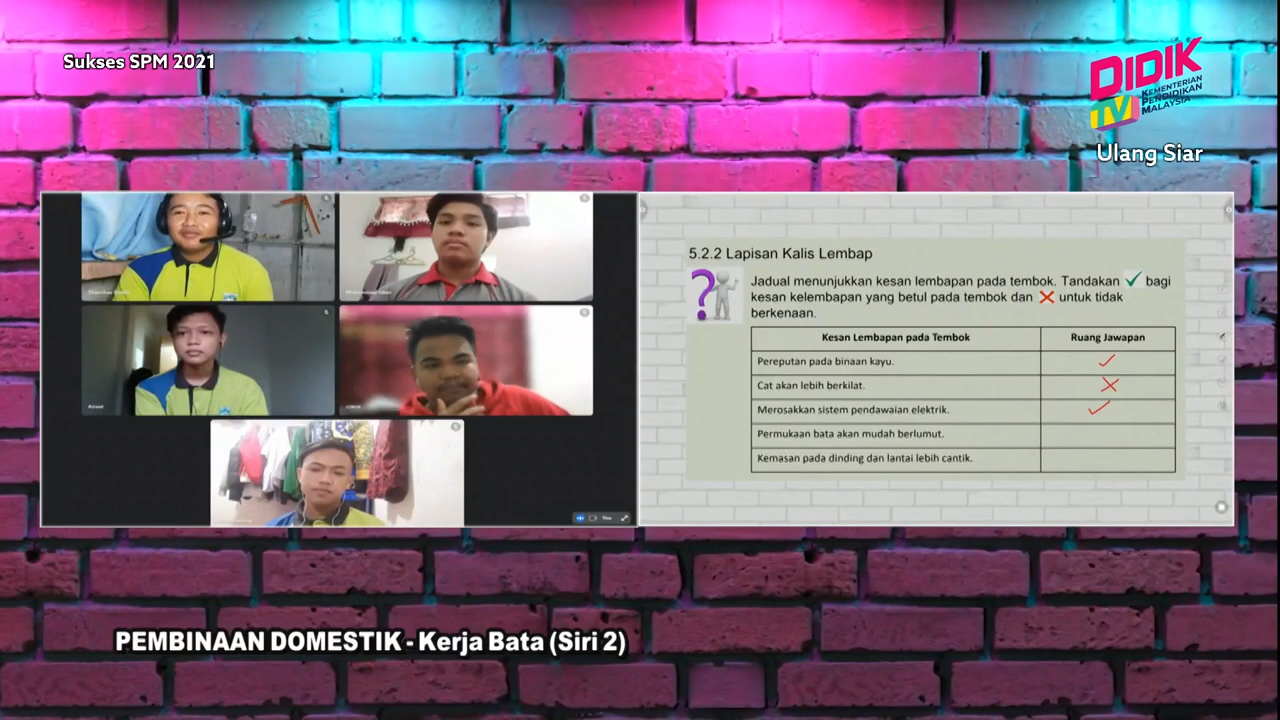 Sukses SPM 2021
DIDIK
TV
KEMENTERIAN
PENDIDIKAN
MALAYSIA
Ulang Siar
5.2.2 Lapisan Kalis Lembap
Jadual menunjukkan kesan lembapan pada tembok. Tandakan ✓ bagi
kesan kelembapan yang betul pada tembok dan ✗ untuk tidak
berkenaan.
Kesan Lembapan pada Tembok Ruang Jawapan
Pereputan pada binaan kayu. ✓
Cat akan lebih berkilat. ✗
Merosakkan sistem pendawaian elektrik. ✓
Permukaan bata akan mudah berlumut.
Kemasan pada dinding dan lantai lebih cantik.
PEMBINAAN DOMESTIK - Kerja Bata (Siri 2)